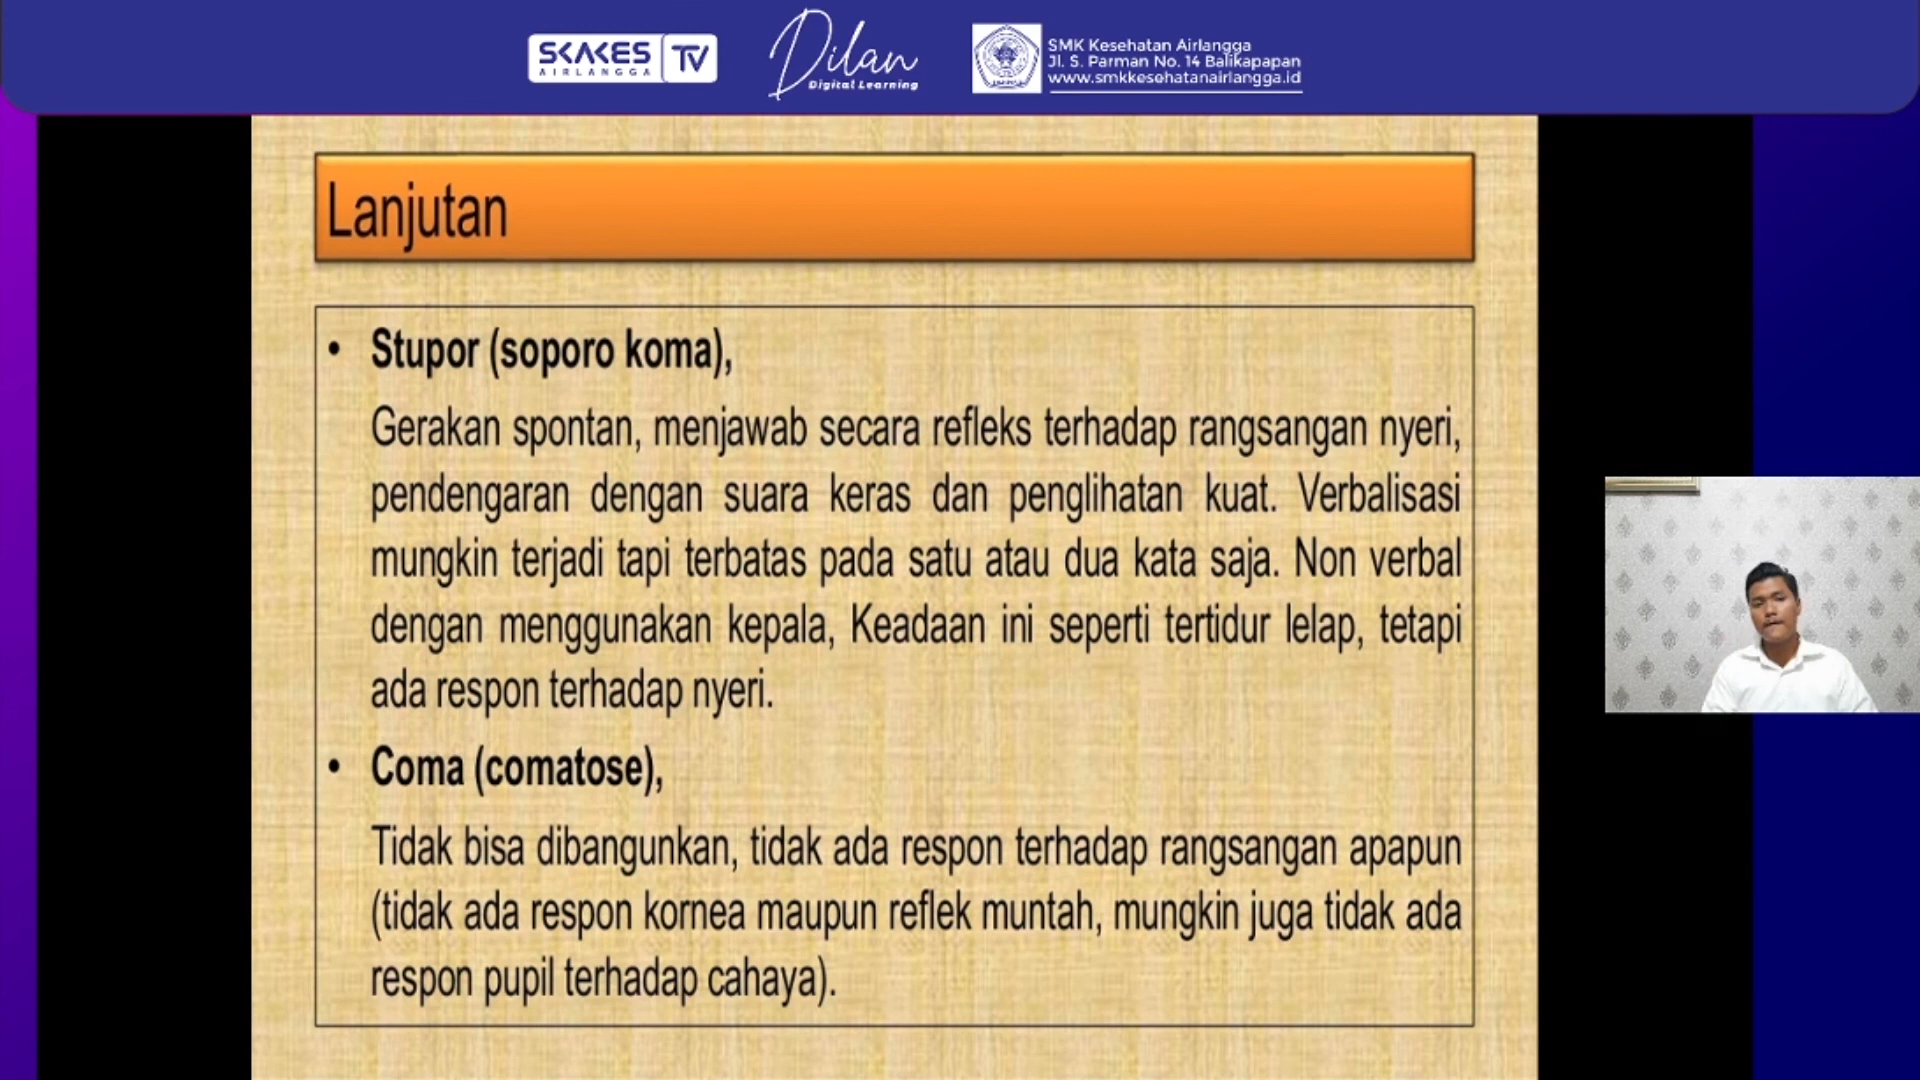 SKAKES TV
AIRLANGGA
Dilan
Digital Learning
SMK Kesehatan Airlangga
Jl. S. Parman No. 14 Balikapapan
www.smkkesehatanairlangga.id
Lanjutan
• Stupor (soporo koma),
Gerakan spontan, menjawab secara refleks terhadap rangsangan nyeri,
pendengaran dengan suara keras dan penglihatan kuat. Verbalisasi
mungkin terjadi tapi terbatas pada satu atau dua kata saja. Non verbal
dengan menggunakan kepala, Keadaan ini seperti tertidur lelap, tetapi
ada respon terhadap nyeri.
• Coma (comatose),
Tidak bisa dibangunkan, tidak ada respon terhadap rangsangan apapun
(tidak ada respon kornea maupun reflek muntah, mungkin juga tidak ada
respon pupil terhadap cahaya).